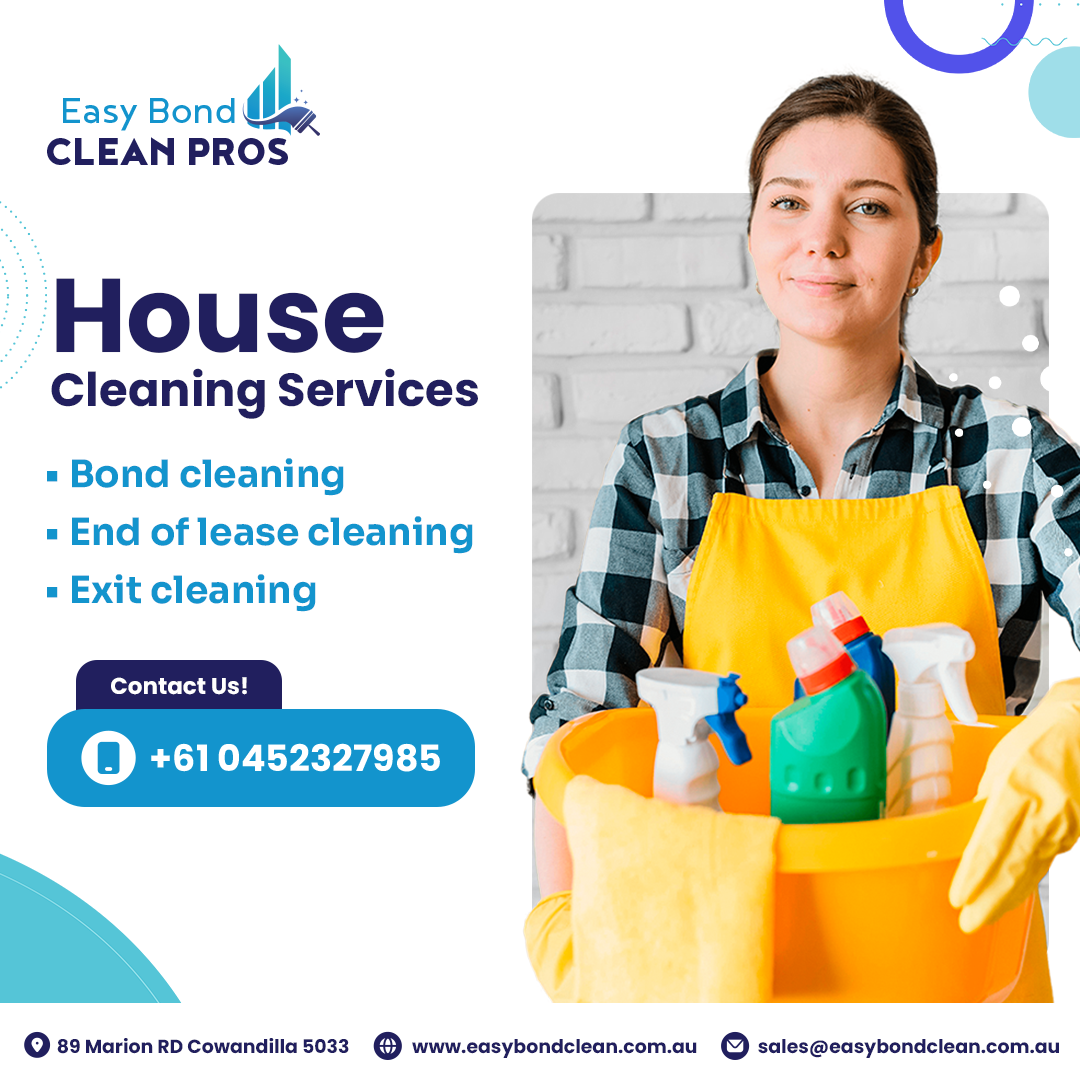 Easy Bond
CLEAN PROS
House
Cleaning Services
▪ Bond cleaning
▪ End of lease cleaning
▪ Exit cleaning
Contact Us!
+61 0452327985
89 Marion RD Cowandilla 5033
www.easybondclean.com.au
sales@easybondclean.com.au